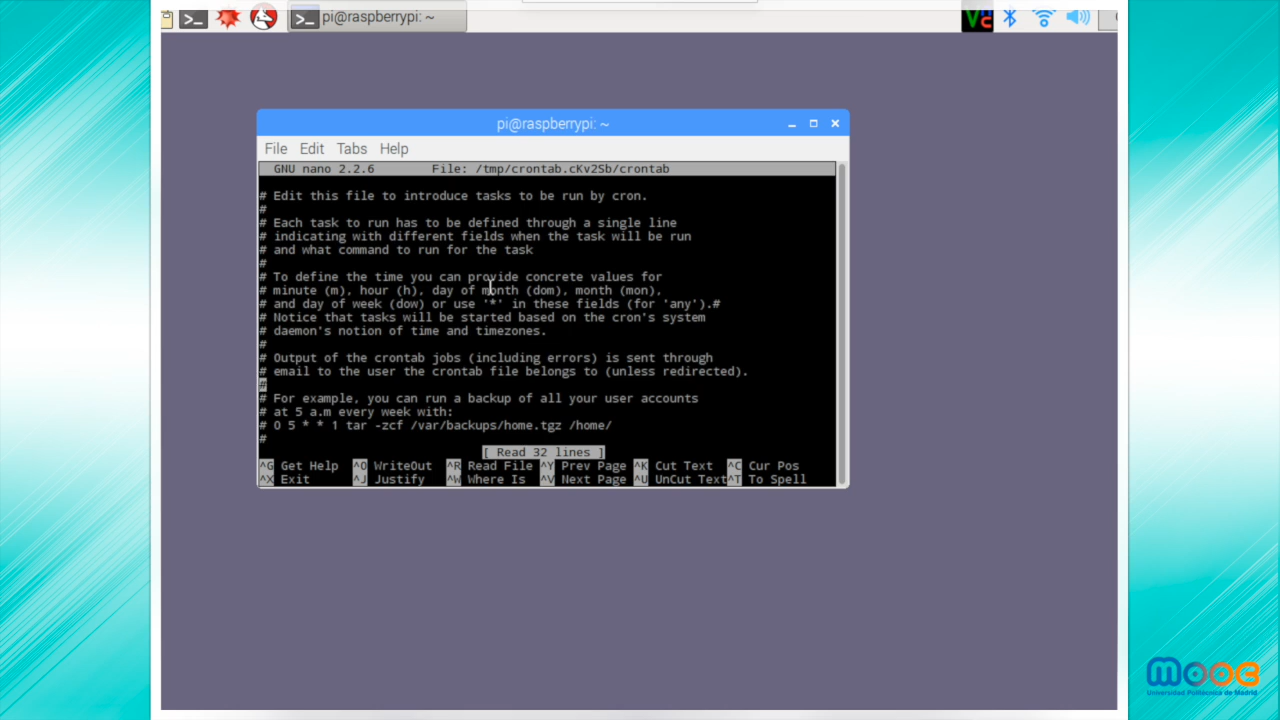 pi@raspberrypi: ~
pi@raspberrypi: ~
File Edit Tabs Help
GNU nano 2.2.6 File: /tmp/crontab.cKv2Sb/crontab
# Edit this file to introduce tasks to be run by cron.
#
# Each task to run has to be defined through a single line
# indicating with different fields when the task will be run
# and what command to run for the task
#
# To define the time you can provide concrete values for
# minute (m), hour (h), day of month (dom), month (mon),
# and day of week (dow) or use '*' in these fields (for 'any').#
# Notice that tasks will be started based on the cron's system
# daemon's notion of time and timezones.
#
# Output of the crontab jobs (including errors) is sent through
# email to the user the crontab file belongs to (unless redirected).
#
# For example, you can run a backup of all your user accounts
# at 5 a.m every week with:
# 0 5 * * 1 tar -zcf /var/backups/home.tgz /home/
#
[ Read 32 lines ]
^G Get Help ^O WriteOut ^R Read File ^Y Prev Page ^K Cut Text ^C Cur Pos
^X Exit ^J Justify ^W Where Is ^V Next Page ^U UnCut Text ^T To Spell
mooc
Universidad Politécnica de Madrid